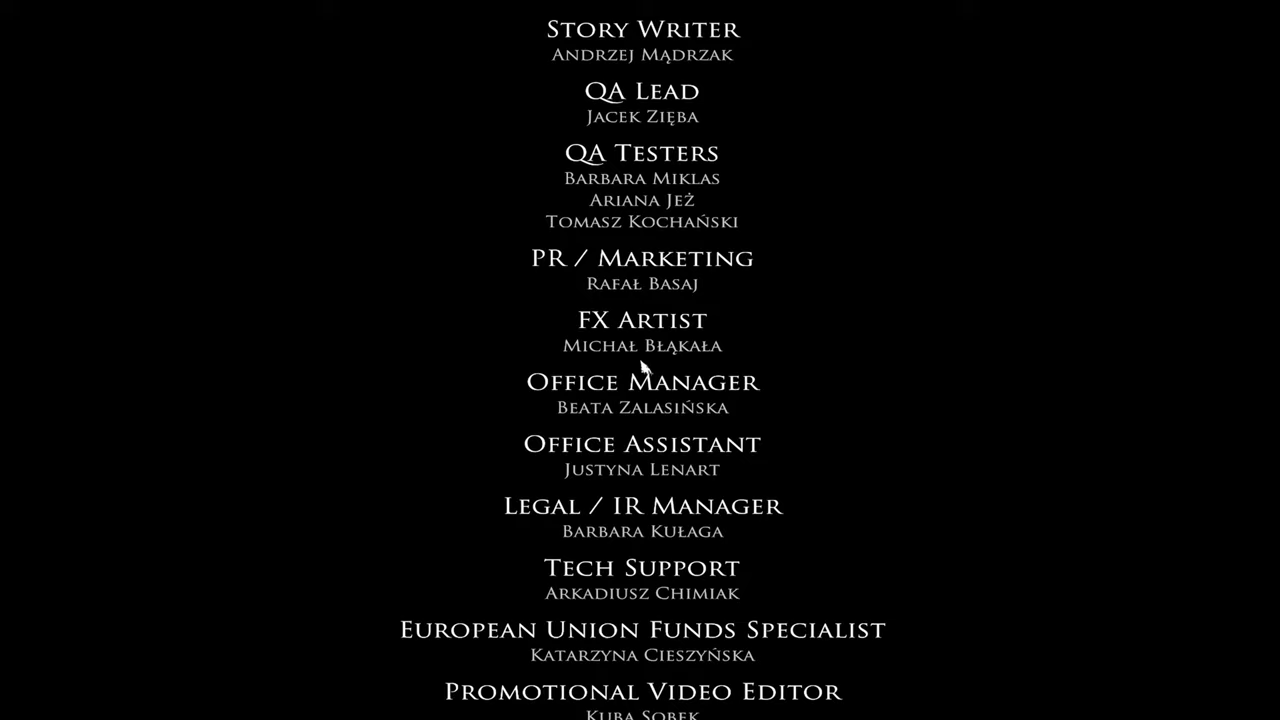 Story Writer
Andrzej Mądrzak
QA Lead
Jacek Zięba
QA Testers
Barbara Miklas
Ariana Jeż
Tomasz Kochański
PR / Marketing
Rafał Basaj
FX Artist
Michał Błąkała
Office Manager
Beata Zalasińska
Office Assistant
Justyna Lenart
Legal / IR Manager
Barbara Kułaga
Tech Support
Arkadiusz Chimiak
European Union Funds Specialist
Katarzyna Cieszyńska
Promotional Video Editor
Kuba Sobek